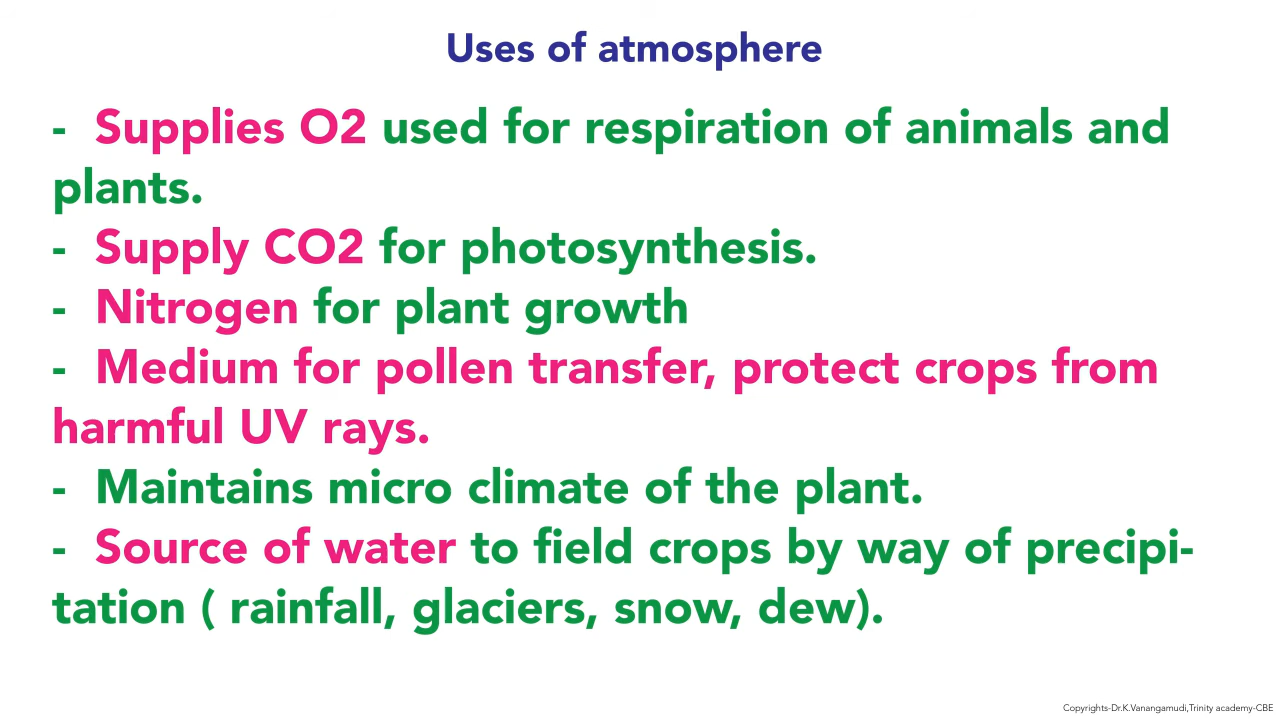 Uses of atmosphere
- Supplies O2 used for respiration of animals and
plants.
- Supply CO2 for photosynthesis.
- Nitrogen for plant growth
- Medium for pollen transfer, protect crops from
harmful UV rays.
- Maintains micro climate of the plant.
- Source of water to field crops by way of precipi-
tation ( rainfall, glaciers, snow, dew).
Copyrights-Dr.K.Vanangamudi,Trinity academy-CBE